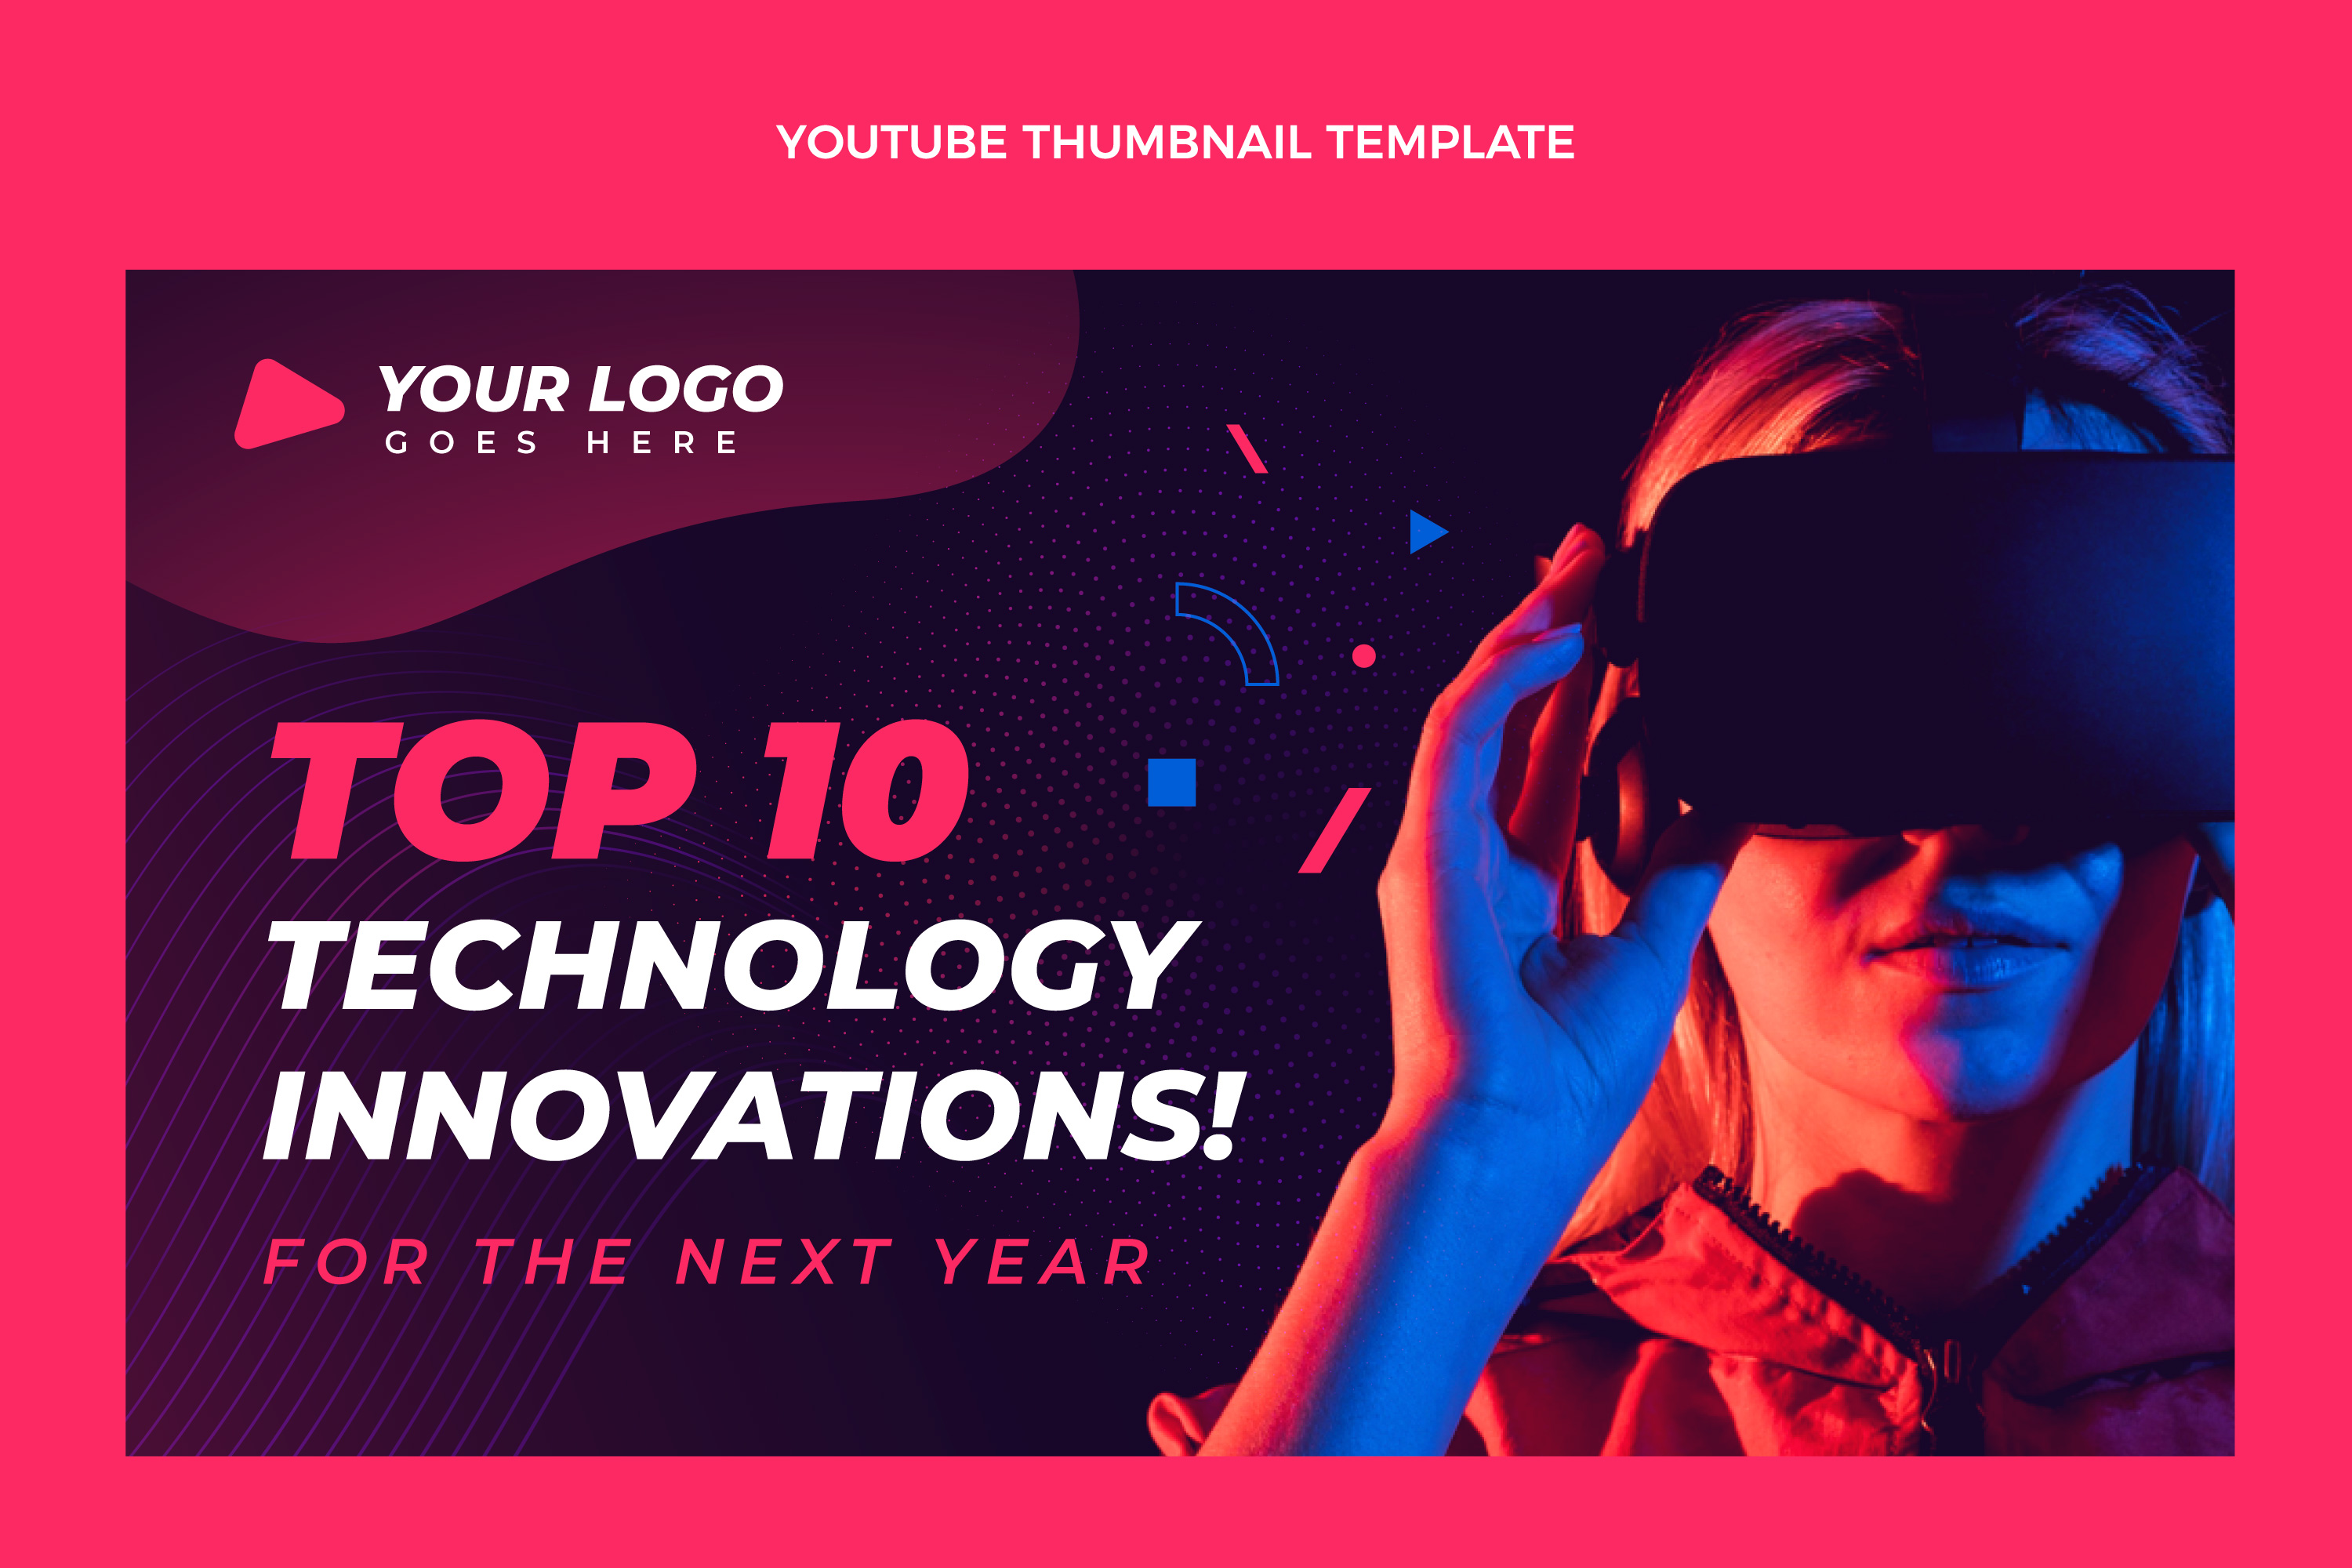 YOUTUBE THUMBNAIL TEMPLATE
YOUR LOGO
GOES HERE
TOP 10
TECHNOLOGY
INNOVATIONS!
FOR THE NEXT YEAR